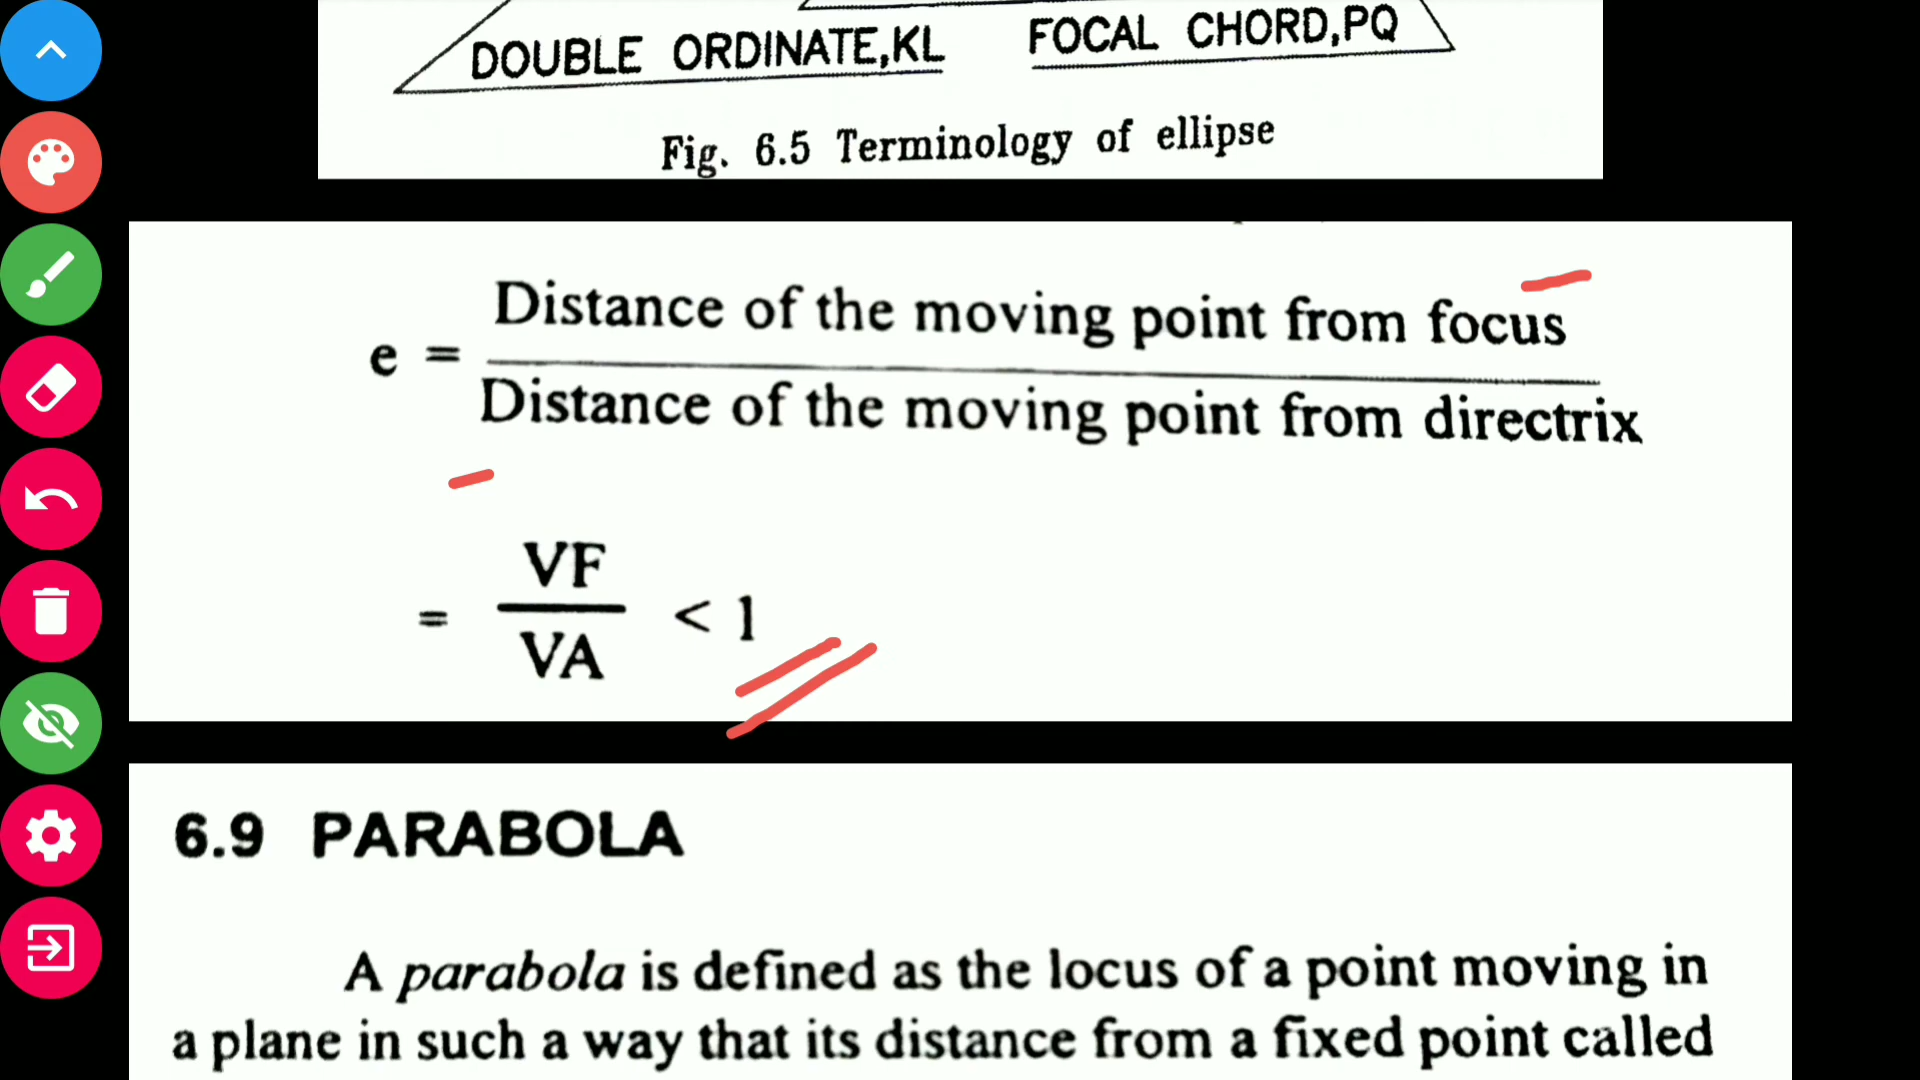 DOUBLE ORDINATE,KL FOCAL CHORD,PQ
Fig. 6.5 Terminology of ellipse
Distance of the moving point from focus
e =
Distance of the moving point from directrix
VF
= < 1
VA
6.9 PARABOLA
A parabola is defined as the locus of a point moving in
a plane in such a way that its distance from a fixed point called